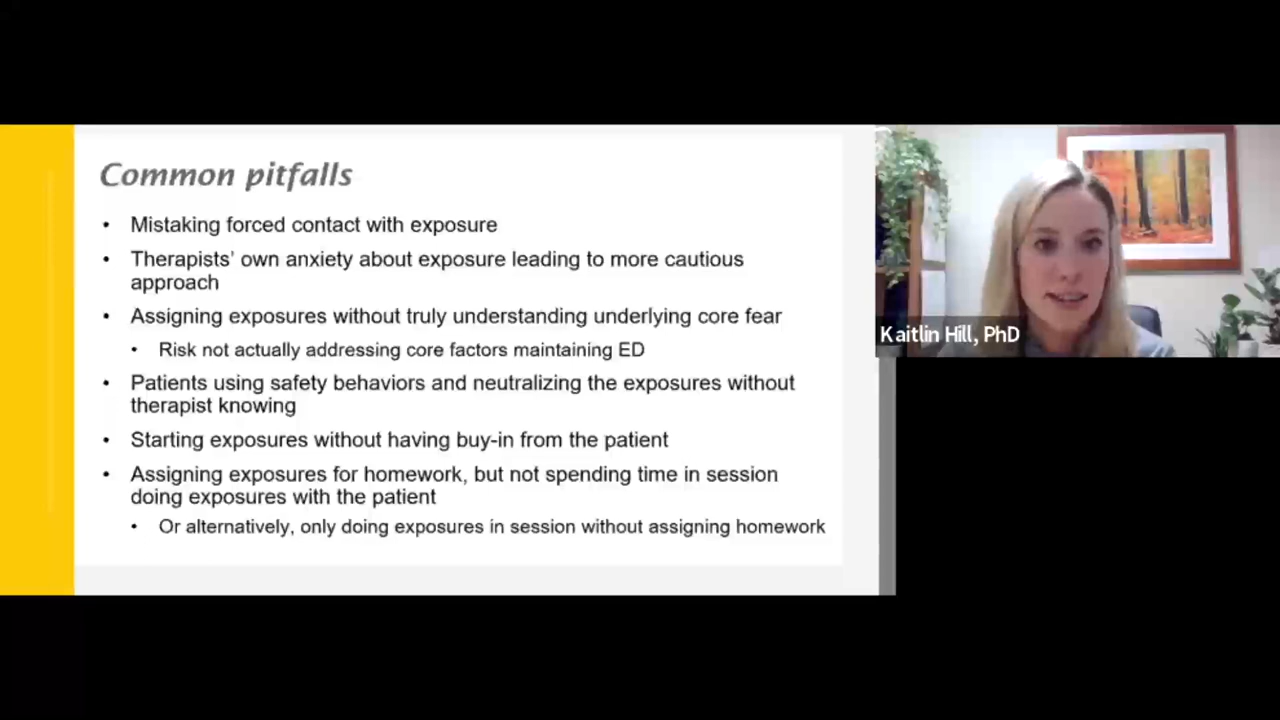 Common pitfalls
• Mistaking forced contact with exposure
• Therapists' own anxiety about exposure leading to more cautious
approach
• Assigning exposures without truly understanding underlying core fear
• Risk not actually addressing core factors maintaining ED
• Patients using safety behaviors and neutralizing the exposures without
therapist knowing
• Starting exposures without having buy-in from the patient
• Assigning exposures for homework, but not spending time in session
doing exposures with the patient
• Or alternatively, only doing exposures in session without assigning homework
Kaitlin Hill, PhD